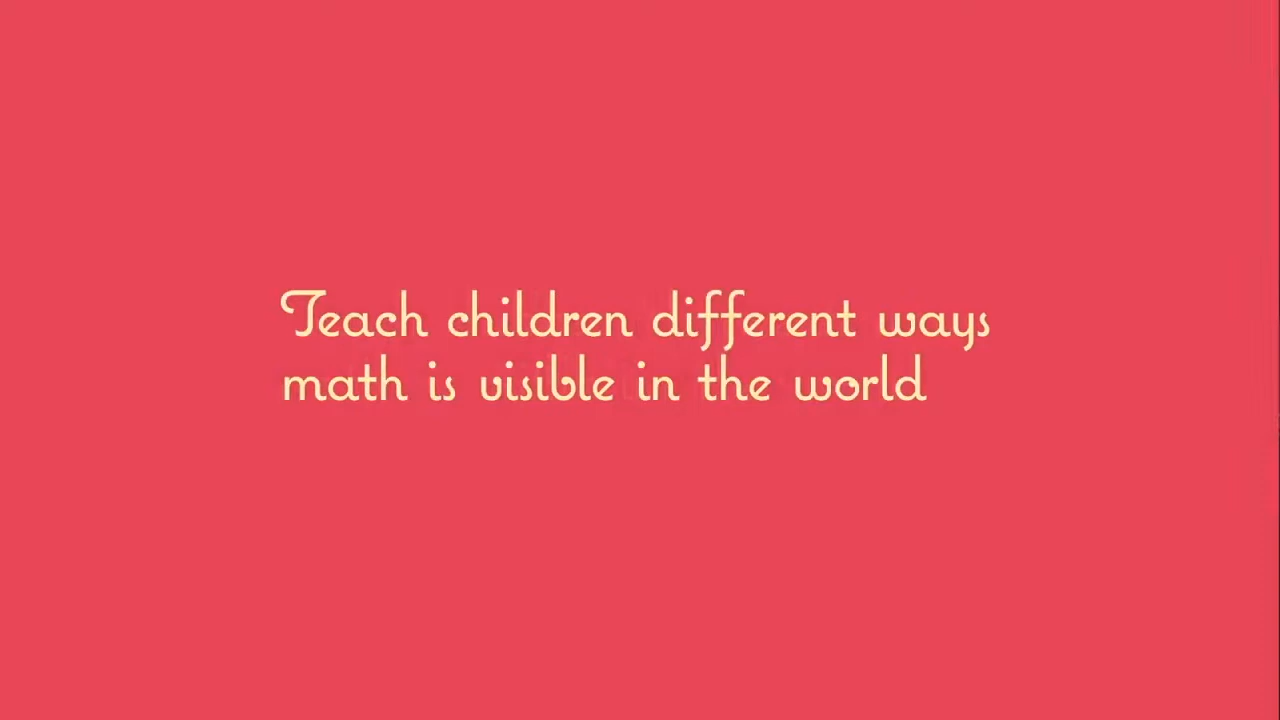 Teach children different ways
math is visible in the world